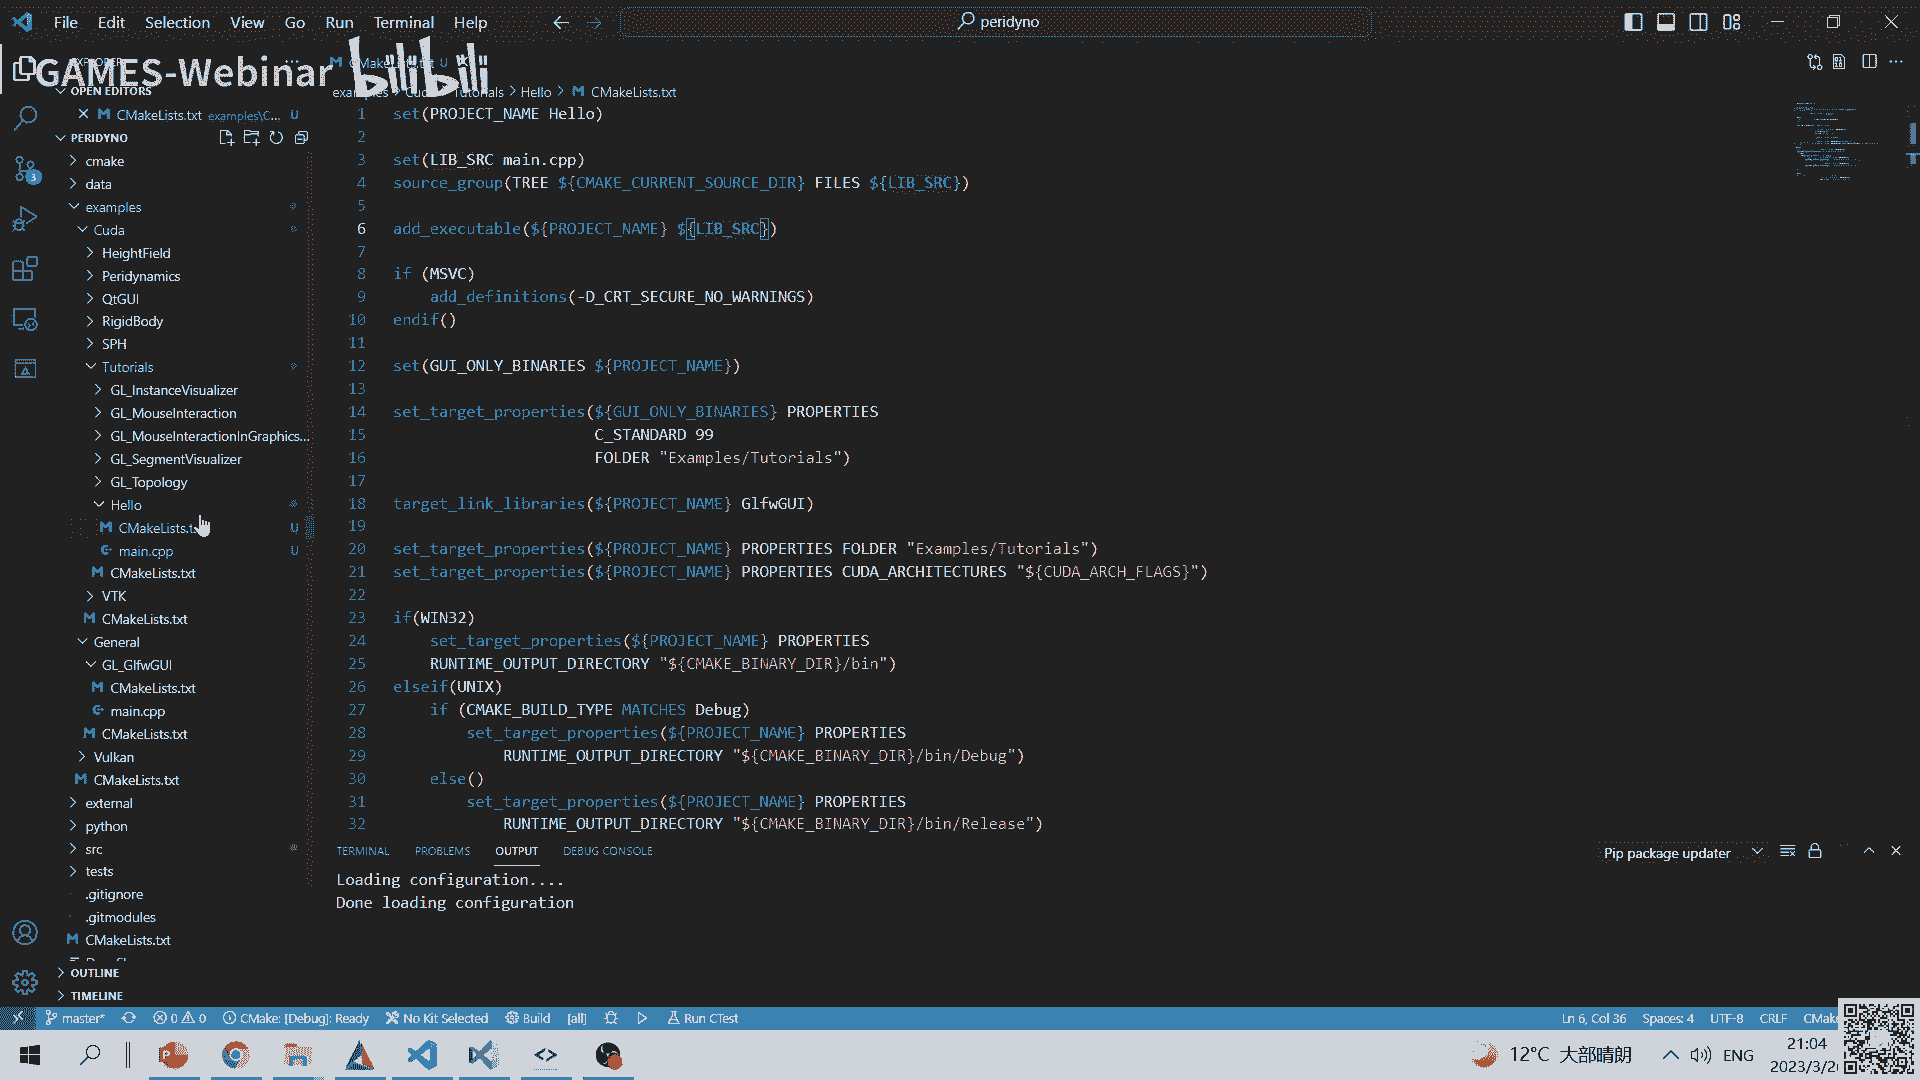 File Edit Selection View Go Run Terminal Help
peridyno
GAMES-Webinar bilibili
OPEN EDITORS
CMakeLists.txt examples\C... U
PERIDYNO
cmake
data
examples
Cuda
HeightField
Peridynamics
QtGUI
RigidBody
SPH
Tutorials
GL_InstanceVisualizer
GL_MouseInteraction
GL_MouseInteractionInGraphics...
GL_SegmentVisualizer
GL_Topology
Hello
CMakeLists.txt U
main.cpp U
CMakeLists.txt
VTK
CMakeLists.txt
General
GL_GlfwGUI
CMakeLists.txt
main.cpp
CMakeLists.txt
Vulkan
CMakeLists.txt
external
python
src
tests
.gitignore
.gitmodules
CMakeLists.txt
OUTLINE
TIMELINE
examples > Cuda > Tutorials > Hello > CMakeLists.txt
1 set(PROJECT_NAME Hello)
2
3 set(LIB_SRC main.cpp)
4 source_group(TREE ${CMAKE_CURRENT_SOURCE_DIR} FILES ${LIB_SRC})
5
6 add_executable(${PROJECT_NAME} ${LIB_SRC})
7
8 if (MSVC)
9 add_definitions(-D_CRT_SECURE_NO_WARNINGS)
10 endif()
11
12 set(GUI_ONLY_BINARIES ${PROJECT_NAME})
13
14 set_target_properties(${GUI_ONLY_BINARIES} PROPERTIES
15 C_STANDARD 99
16 FOLDER "Examples/Tutorials")
17
18 target_link_libraries(${PROJECT_NAME} GlfwGUI)
19
20 set_target_properties(${PROJECT_NAME} PROPERTIES FOLDER "Examples/Tutorials")
21 set_target_properties(${PROJECT_NAME} PROPERTIES CUDA_ARCHITECTURES "${CUDA_ARCH_FLAGS}")
22
23 if(WIN32)
24 set_target_properties(${PROJECT_NAME} PROPERTIES
25 RUNTIME_OUTPUT_DIRECTORY "${CMAKE_BINARY_DIR}/bin")
26 elseif(UNIX)
27 if (CMAKE_BUILD_TYPE MATCHES Debug)
28 set_target_properties(${PROJECT_NAME} PROPERTIES
29 RUNTIME_OUTPUT_DIRECTORY "${CMAKE_BINARY_DIR}/bin/Debug")
30 else()
31 set_target_properties(${PROJECT_NAME} PROPERTIES
32 RUNTIME_OUTPUT_DIRECTORY "${CMAKE_BINARY_DIR}/bin/Release")
TERMINAL PROBLEMS OUTPUT DEBUG CONSOLE
Pip package updater
Loading configuration....
Done loading configuration
master* 0 0 CMake: [Debug]: Ready No Kit Selected Build [all] Run CTest
Ln 6, Col 36 Spaces: 4 UTF-8 CRLF CMake
12°C 大部晴朗 ENG
21:04
2023/3/2